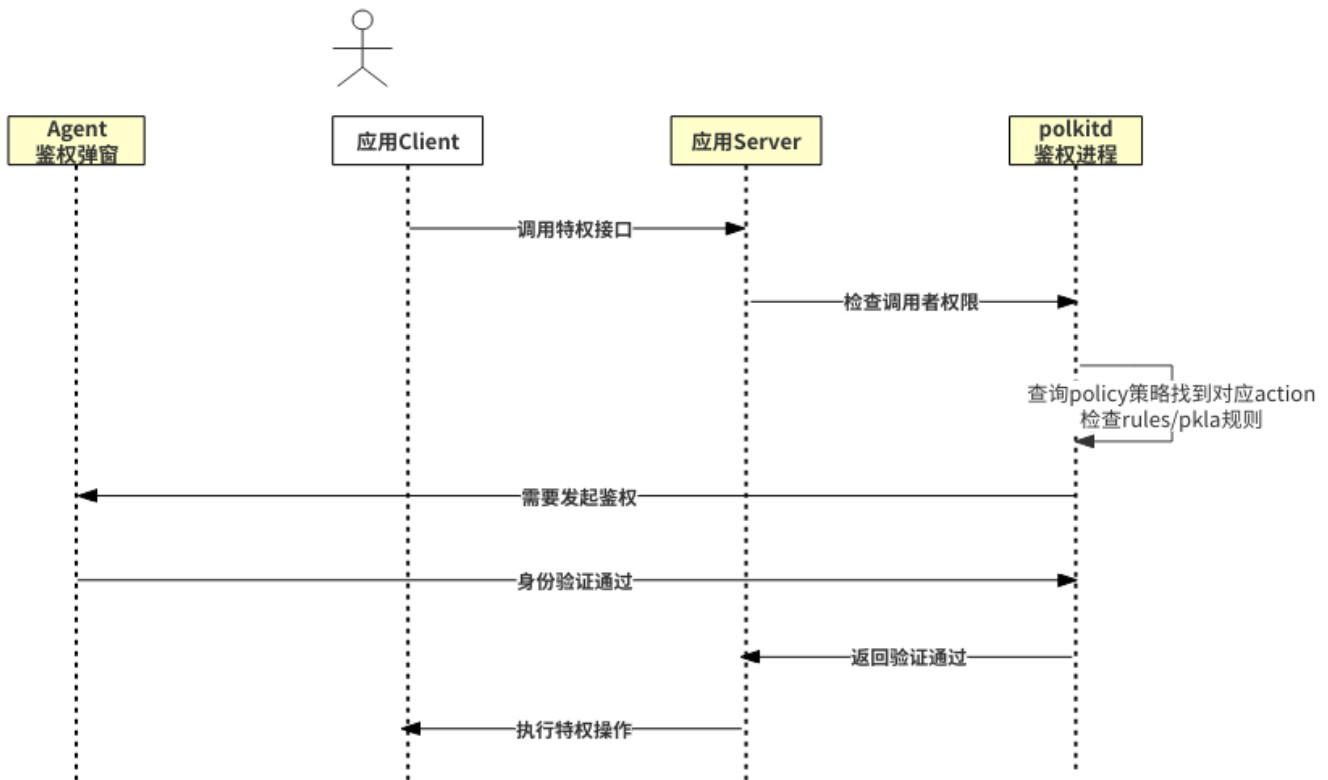 Agent
鉴权弹窗
应用Client
应用Server
polkitd
鉴权进程
调用特权接口
检查调用者权限
查询policy策略找到对应action
检查rules/pkla规则
需要发起鉴权
身份验证通过
返回验证通过
执行特权操作